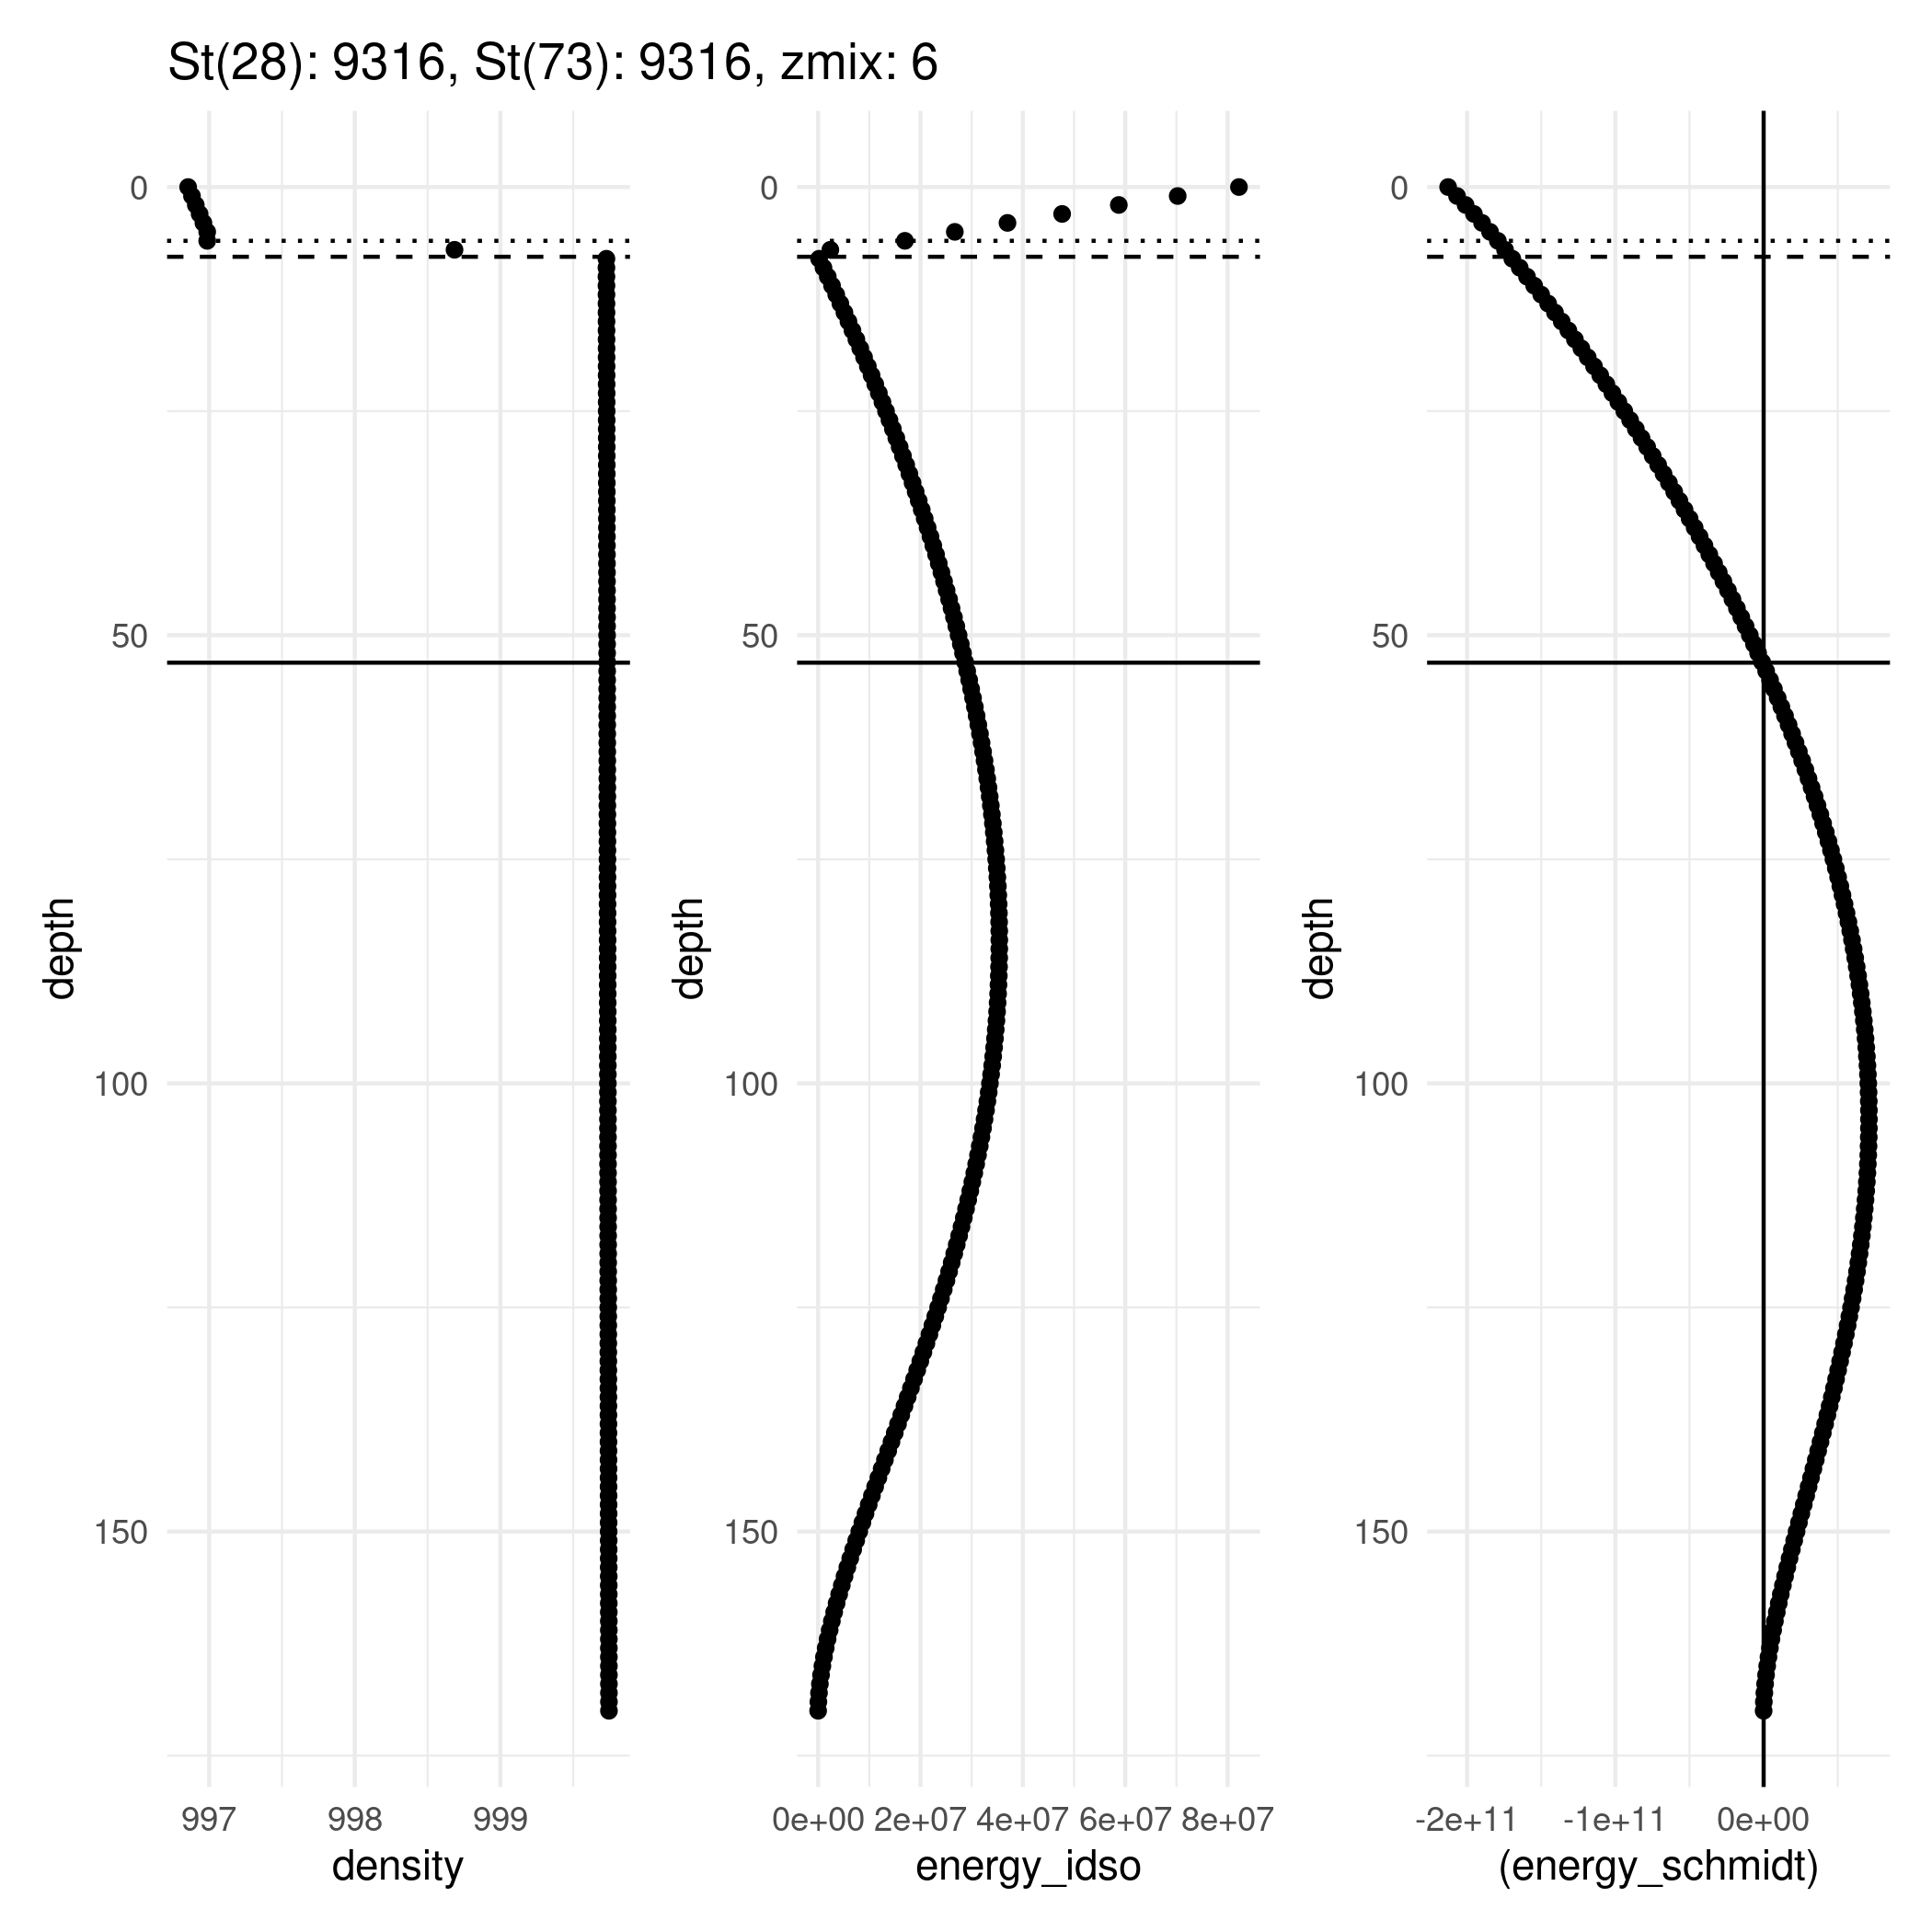 St(28): 9316, St(73): 9316, zmix: 6
0
50
100
150
depth
997 998 999
density
0
50
100
150
depth
0e+00 2e+07 4e+07 6e+07 8e+07
energy_idso
0
50
100
150
depth
-2e+11 -1e+11 0e+00
(energy_schmidt)